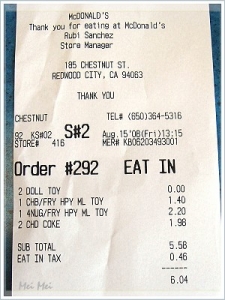 McDONALD'S
Thank you for eating at McDonald's
Rubi Sanchez
Store Manager
185 CHESTNUT ST.
REDWOOD CITY, CA 94063
THANK YOU
CHESTNUT TEL# (650)364-5316
92 KS#02 S#2 Aug.15'08(Fri)13:15
STORE# 416 MER# KB06203493001
Order #292 EAT IN
2 DOLL TOY 0.00
1 CHB/FRY HPY ML TOY 1.40
1 4NUG/FRY HPY ML TOY 2.20
2 CHD COKE 1.98
SUB TOTAL 5.58
EAT IN TAX 0.46
6.04
Mei Mei